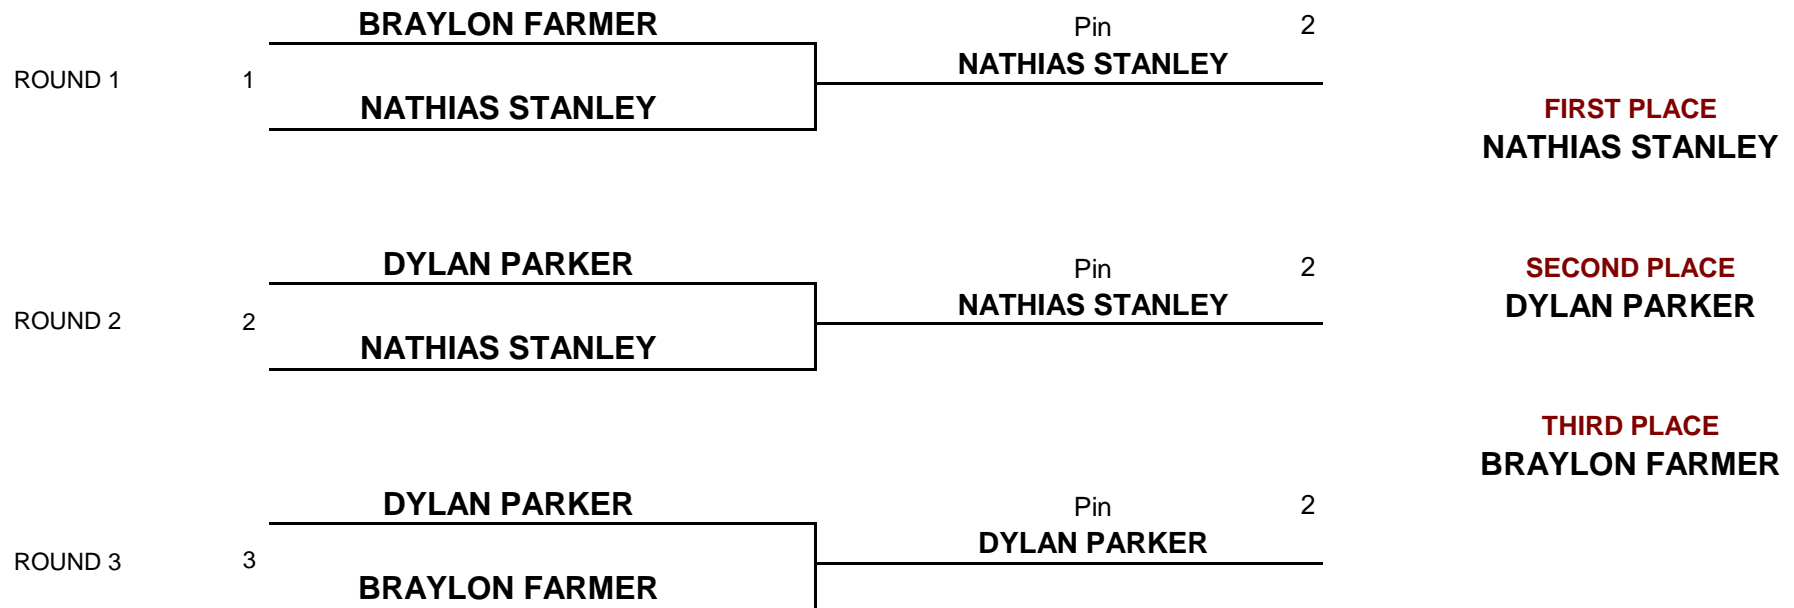 BRAYLON FARMER
Pin 2
NATHIAS STANLEY
ROUND 1 1
NATHIAS STANLEY
FIRST PLACE
NATHIAS STANLEY
DYLAN PARKER
Pin 2
NATHIAS STANLEY
ROUND 2 2
NATHIAS STANLEY
SECOND PLACE
DYLAN PARKER
THIRD PLACE
BRAYLON FARMER
DYLAN PARKER
Pin 2
DYLAN PARKER
ROUND 3 3
BRAYLON FARMER